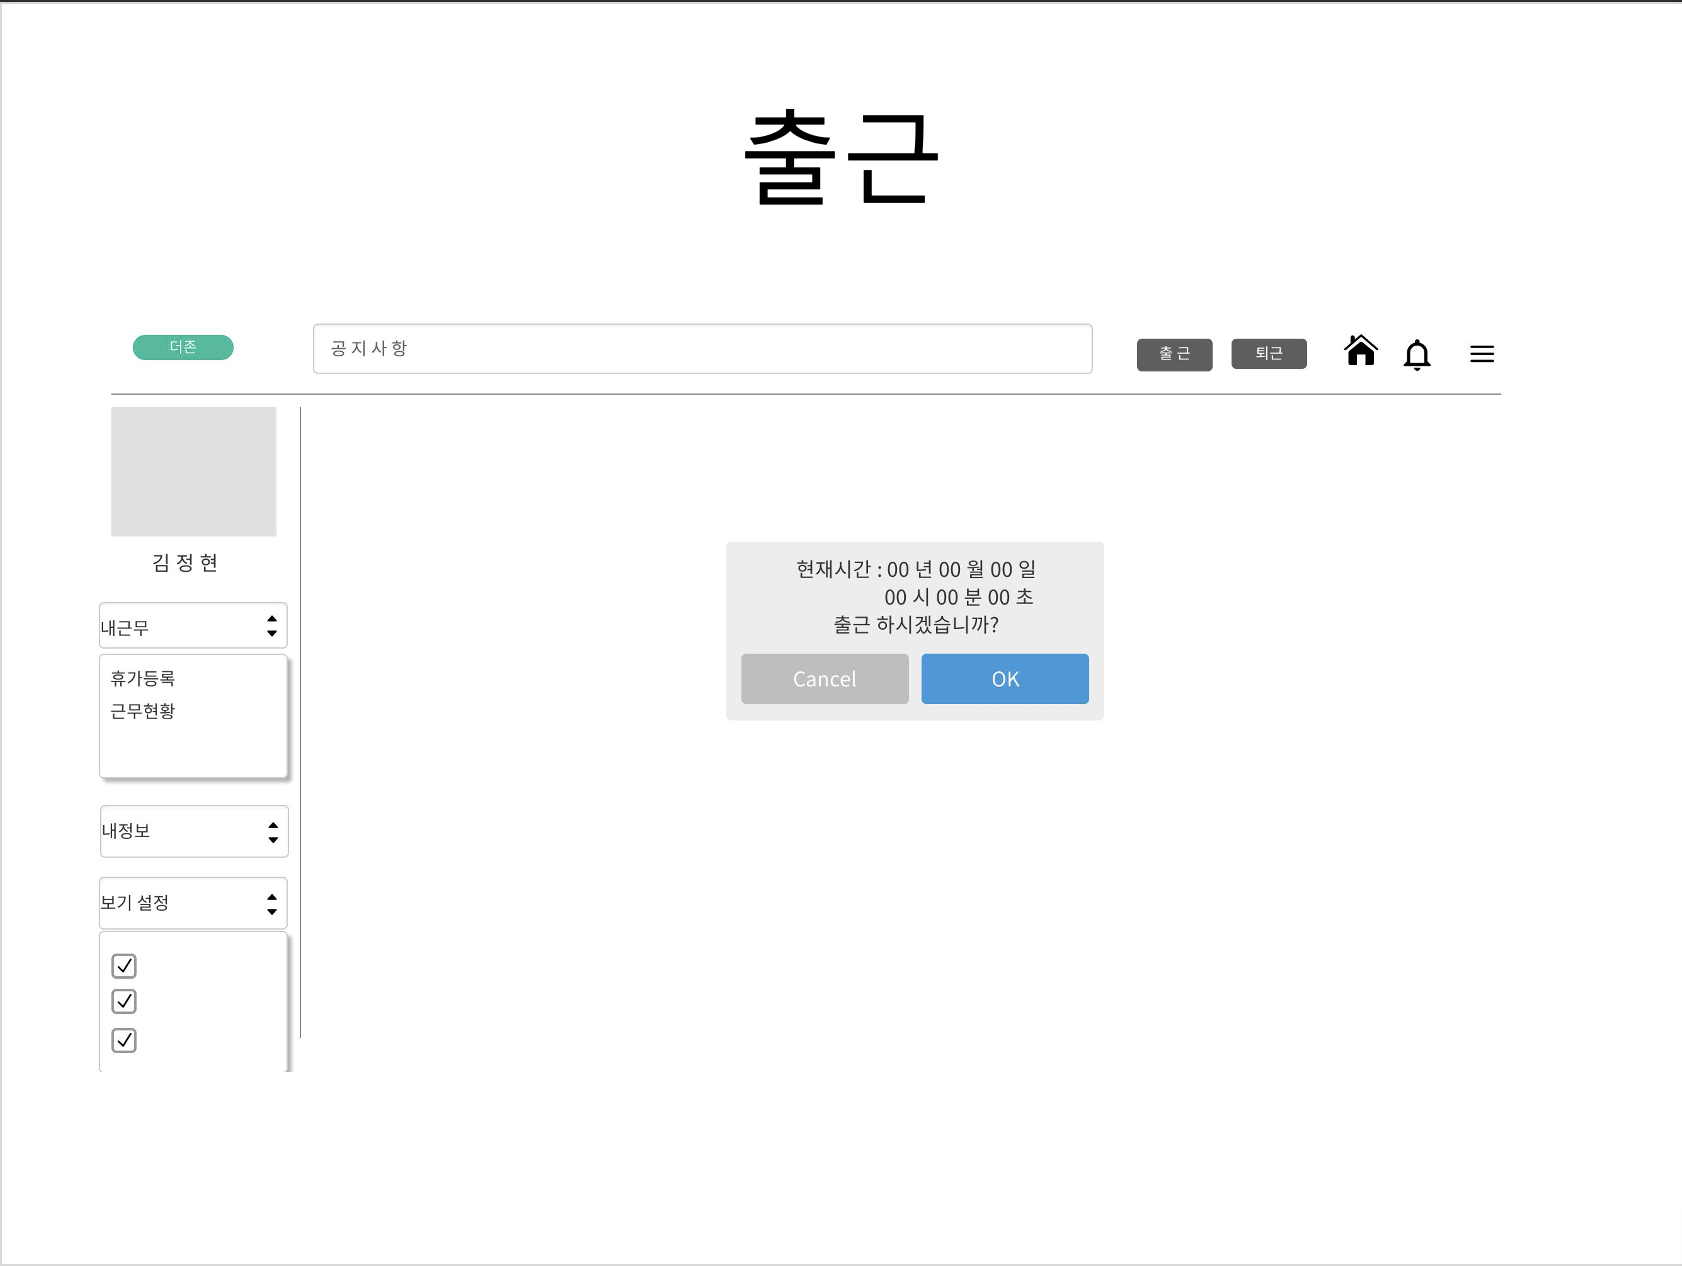 출근
더존
공 지 사 항
출 근
퇴근
김 정 현
내근무
휴가등록
근무현황
내정보
보기 설정
현재시간 : 00 년 00 월 00 일
00 시 00 분 00 초
출근 하시겠습니까?
Cancel
OK